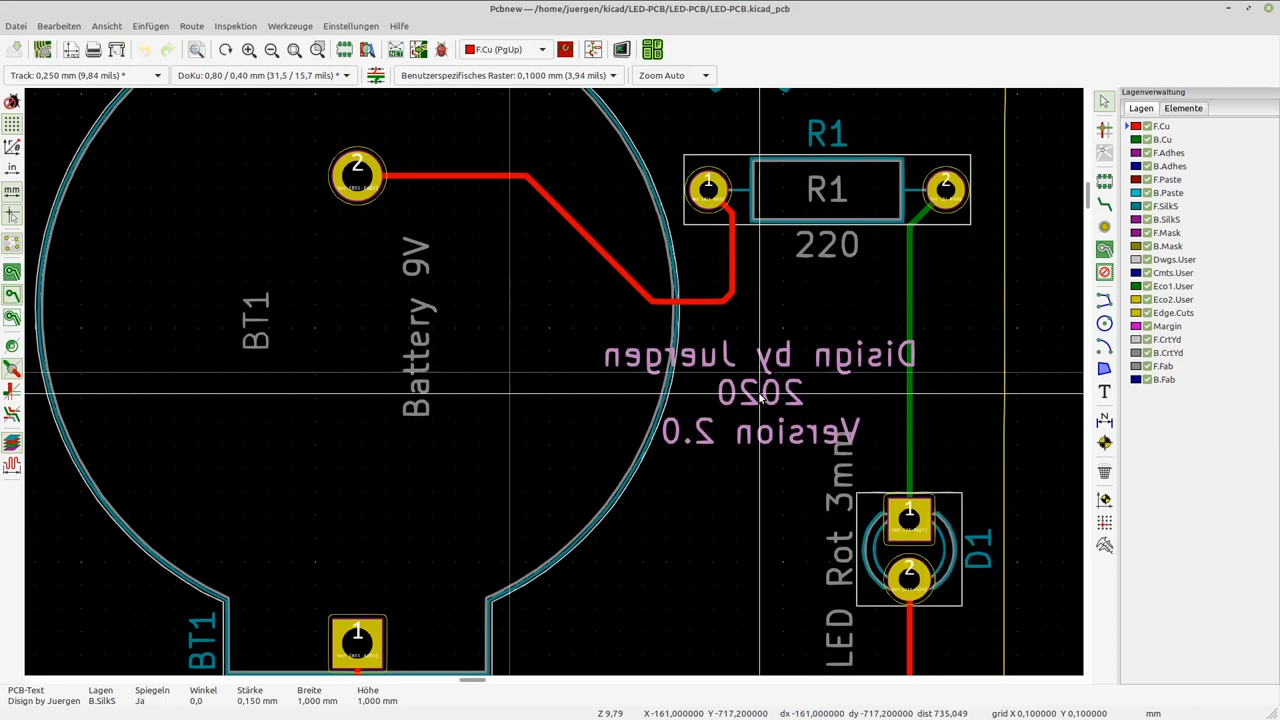 Pcbnew — /home/juergen/kicad/LED-PCB/LED-PCB/LED-PCB.kicad_pcb
Datei Bearbeiten Ansicht Einfügen Route Inspektion Werkzeuge Einstellungen Hilfe
F.Cu (PgUp)
Track: 0,250 mm (9,84 mils) *
DoKu: 0,80 / 0,40 mm (31,5 / 15,7 mils) *
Benutzerspezifisches Raster: 0,1000 mm (3,94 mils)
Zoom Auto
in
mm
Lagenverwaltung
Lagen Elemente
F.Cu
B.Cu
F.Adhes
B.Adhes
F.Paste
B.Paste
F.SilkS
B.SilkS
F.Mask
B.Mask
Dwgs.User
Cmts.User
Eco1.User
Eco2.User
Edge.Cuts
Margin
F.CrtYd
B.CrtYd
F.Fab
B.Fab
2
BT1
Battery 9V
BT1
1
R1
1
R1
2
220
Disign by Juergen
2020
Version 2.0
LED Rot 3mm
1
2
D1
PCB-Text Lagen Spiegeln Winkel Stärke Breite Höhe
Disign by Juergen B.SilkS Ja 0,0 0,150 mm 1,000 mm 1,000 mm
Z 9,79 X -161,000000 Y -717,200000 dx -161,000000 dy -717,200000 dist 735,049 grid X 0,100000 Y 0,100000 mm